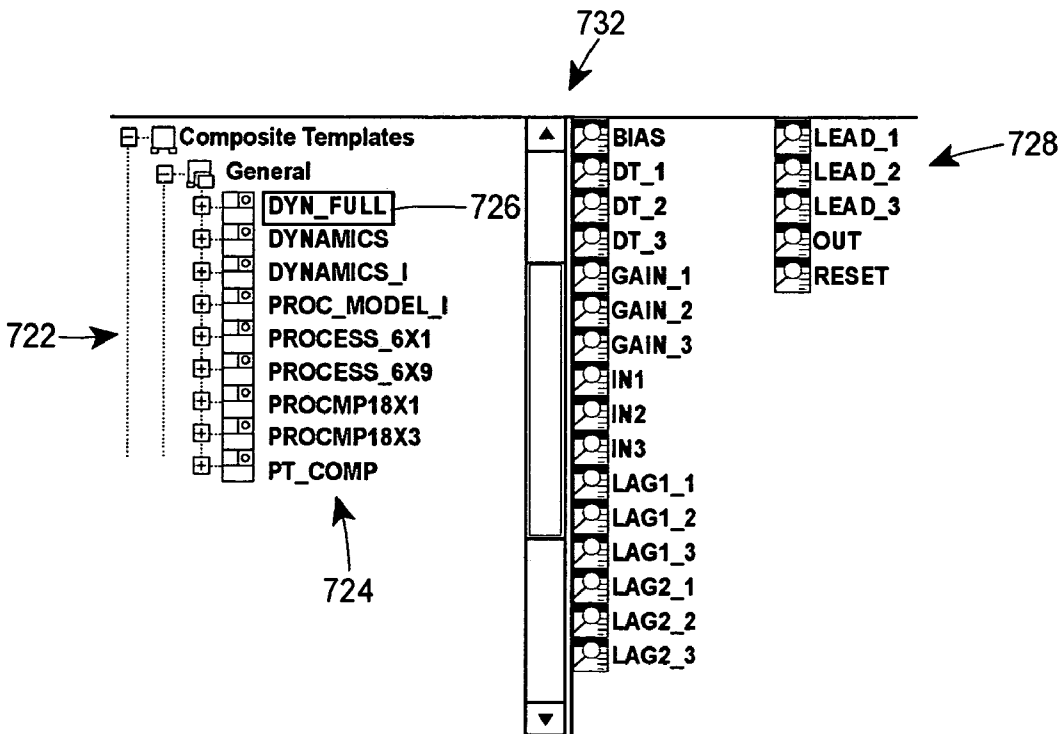 732
Composite Templates
General
DYN_FULL
DYNAMICS
DYNAMICS_I
PROC_MODEL_I
PROCESS_6X1
PROCESS_6X9
PROCMP18X1
PROCMP18X3
PT_COMP
722
724
726
BIAS
DT_1
DT_2
DT_3
GAIN_1
GAIN_2
GAIN_3
IN1
IN2
IN3
LAG1_1
LAG1_2
LAG1_3
LAG2_1
LAG2_2
LAG2_3
LEAD_1
LEAD_2
LEAD_3
OUT
RESET
728